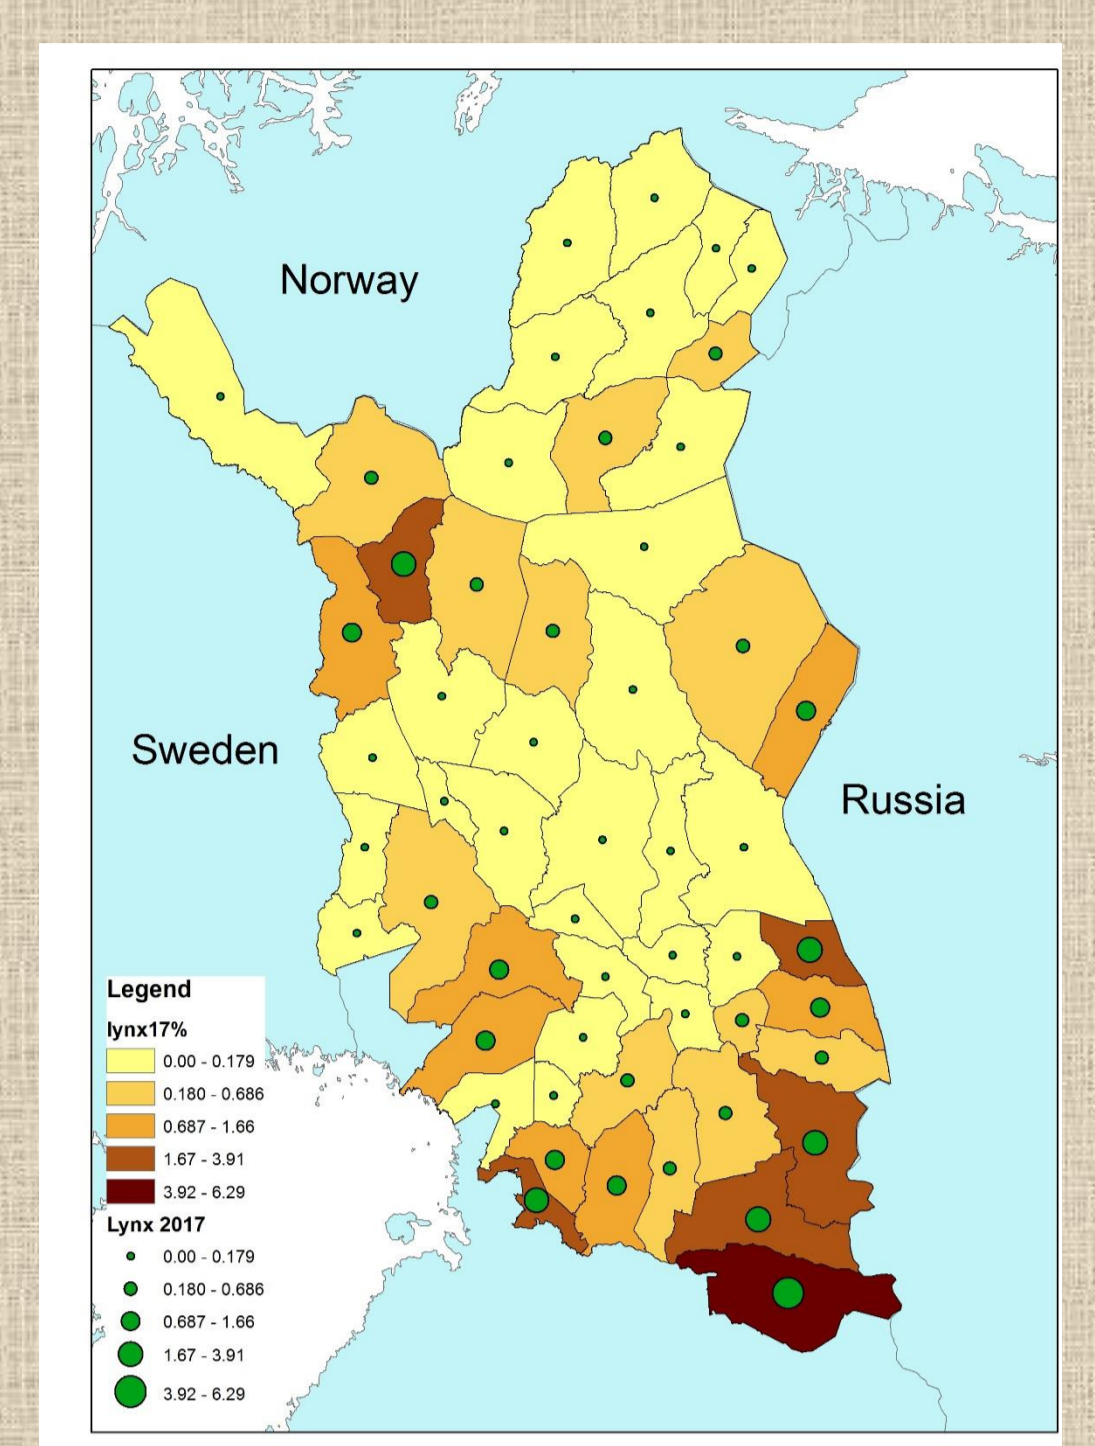 Norway
Sweden
Russia
Legend
lynx17%
0.00 - 0.179
0.180 - 0.686
0.687 - 1.66
1.67 - 3.91
3.92 - 6.29
Lynx 2017
0.00 - 0.179
0.180 - 0.686
0.687 - 1.66
1.67 - 3.91
3.92 - 6.29